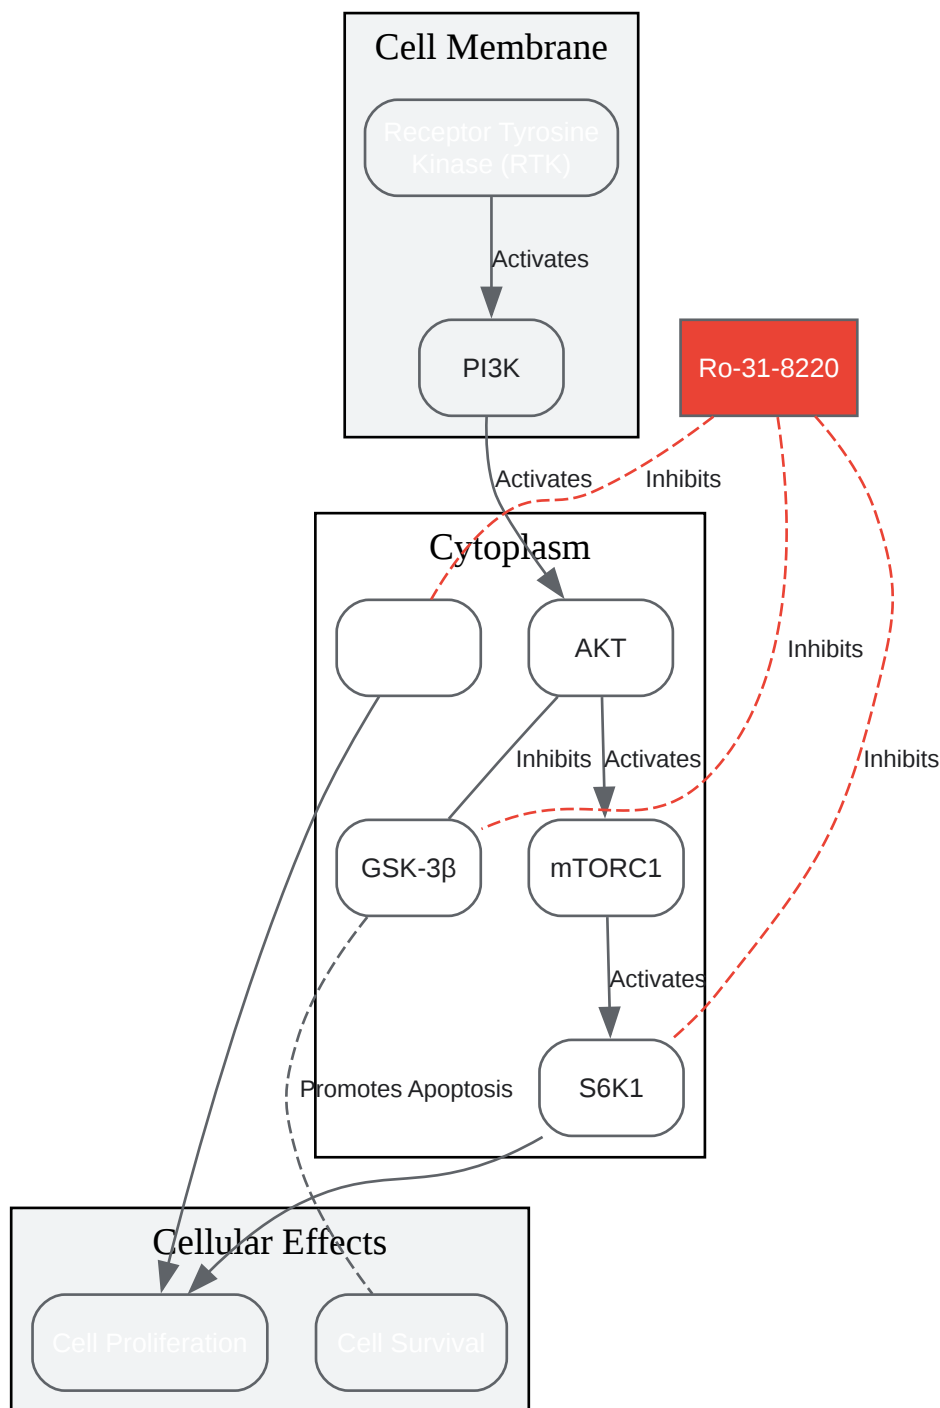 Cell Membrane
Receptor Tyrosine
Kinase (RTK)
Activates
PI3K
Ro-31-8220
Activates
Inhibits
Cytoplasm
AKT
Inhibits
Inhibits
Activates
Inhibits
GSK-3β
mTORC1
Activates
Promotes Apoptosis
S6K1
Cellular Effects
Cell Proliferation
Cell Survival